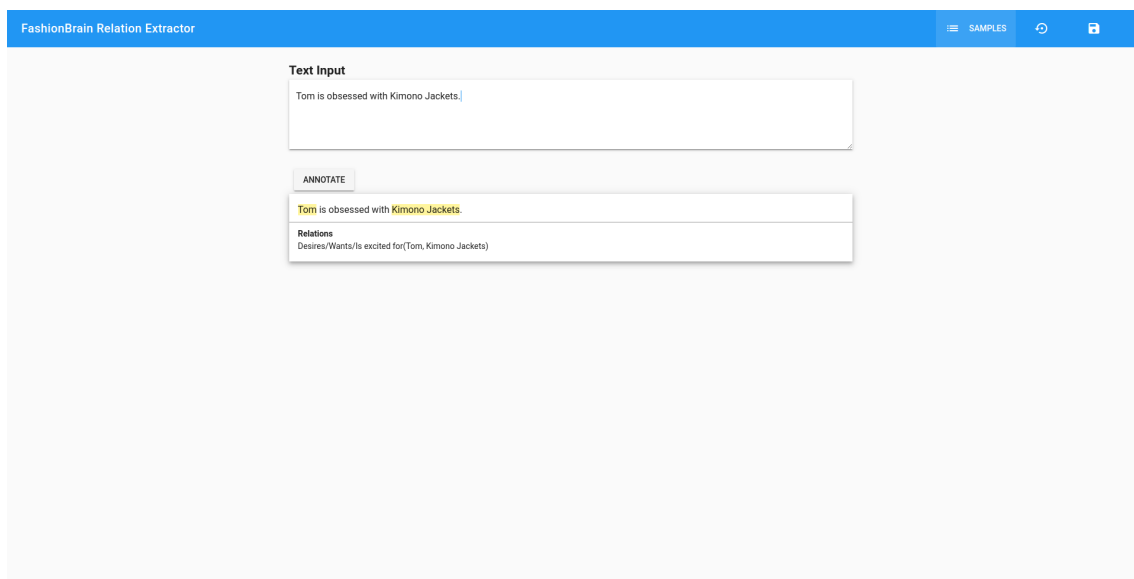 FashionBrain Relation Extractor
SAMPLES
Text Input
Tom is obsessed with Kimono Jackets.
ANNOTATE
Tom is obsessed with Kimono Jackets.
Relations
Desires/Wants/Is excited for(Tom, Kimono Jackets)